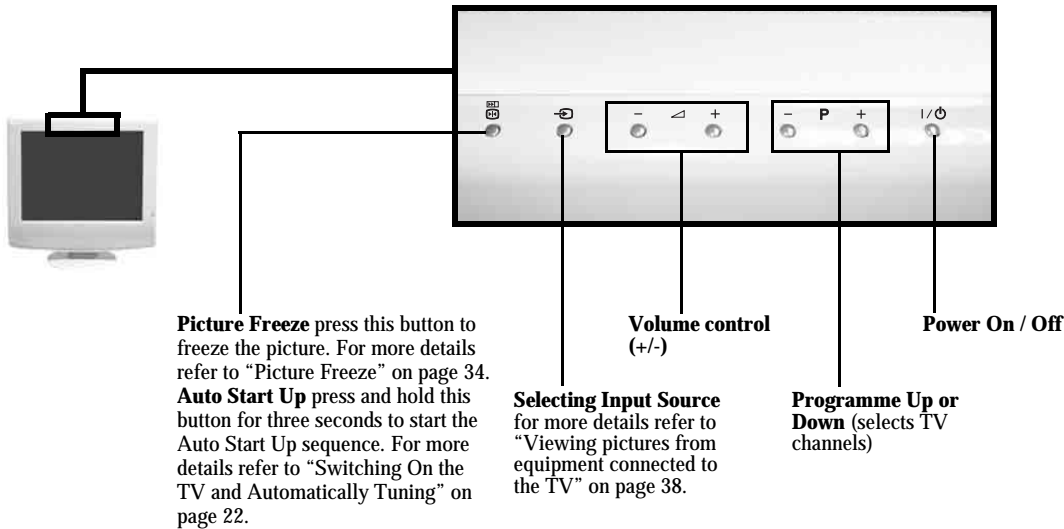 - + - P + I/
Picture Freeze press this button to
freeze the picture. For more details
refer to “Picture Freeze” on page 34.
Auto Start Up press and hold this
button for three seconds to start the
Auto Start Up sequence. For more
details refer to “Switching On the
TV and Automatically Tuning” on
page 22.
Selecting Input Source
for more details refer to
“Viewing pictures from
equipment connected to
the TV” on page 38.
Volume control
(+/-)
Programme Up or
Down (selects TV
channels)
Power On / Off